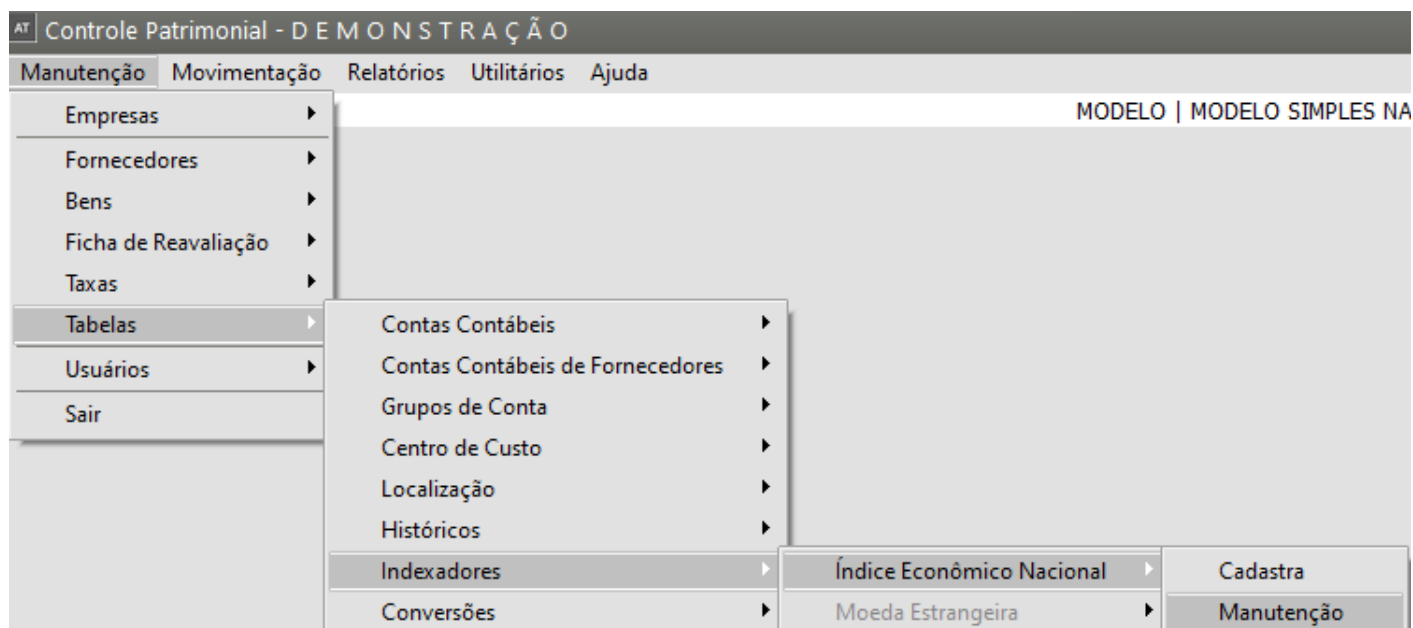 AT Controle Patrimonial - D E M O N S T R A Ç Ã O
Manutenção Movimentação Relatórios Utilitários Ajuda
MODELO | MODELO SIMPLES NA
Empresas
Fornecedores
Bens
Ficha de Reavaliação
Taxas
Tabelas
Usuários
Sair
Contas Contábeis
Contas Contábeis de Fornecedores
Grupos de Conta
Centro de Custo
Localização
Históricos
Indexadores
Conversões
Índice Econômico Nacional
Moeda Estrangeira
Cadastra
Manutenção